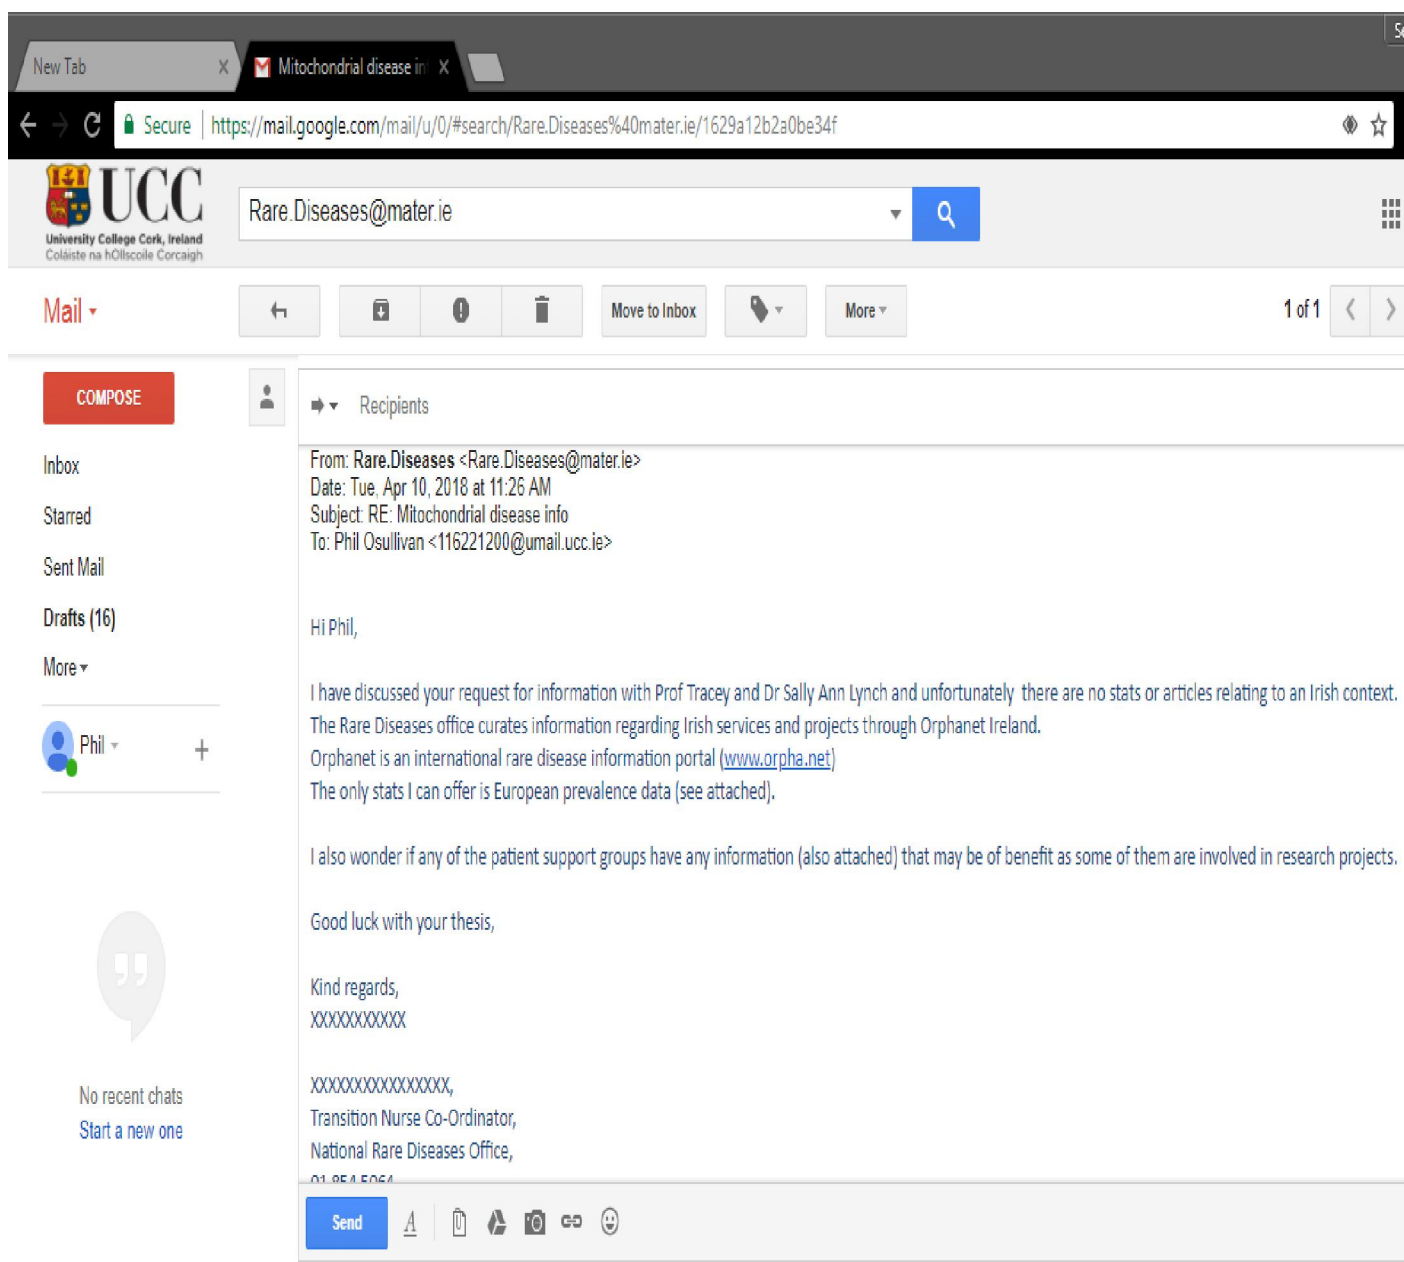 Se
New Tab
Mitochondrial disease in
Secure https://mail.google.com/mail/u/0/#search/Rare.Diseases%40mater.ie/1629a12b2a0be34f
UCC
University College Cork, Ireland
Coláiste na hOllscoile Corcaigh
Rare.Diseases@mater.ie
Mail
Move to Inbox
More
1 of 1
COMPOSE
Recipients
Inbox
Starred
Sent Mail
Drafts (16)
More
Phil
No recent chats
Start a new one
From: Rare.Diseases <Rare.Diseases@mater.ie>
Date: Tue, Apr 10, 2018 at 11:26 AM
Subject: RE: Mitochondrial disease info
To: Phil Osullivan <116221200@umail.ucc.ie>
Hi Phil,
I have discussed your request for information with Prof Tracey and Dr Sally Ann Lynch and unfortunately there are no stats or articles relating to an Irish context.
The Rare Diseases office curates information regarding Irish services and projects through Orphanet Ireland.
Orphanet is an international rare disease information portal (www.orpha.net)
The only stats I can offer is European prevalence data (see attached).
I also wonder if any of the patient support groups have any information (also attached) that may be of benefit as some of them are involved in research projects.
Good luck with your thesis,
Kind regards,
XXXXXXXXXXX
XXXXXXXXXXXXXXXX,
Transition Nurse Co-Ordinator,
National Rare Diseases Office,
01 854 5064
Send